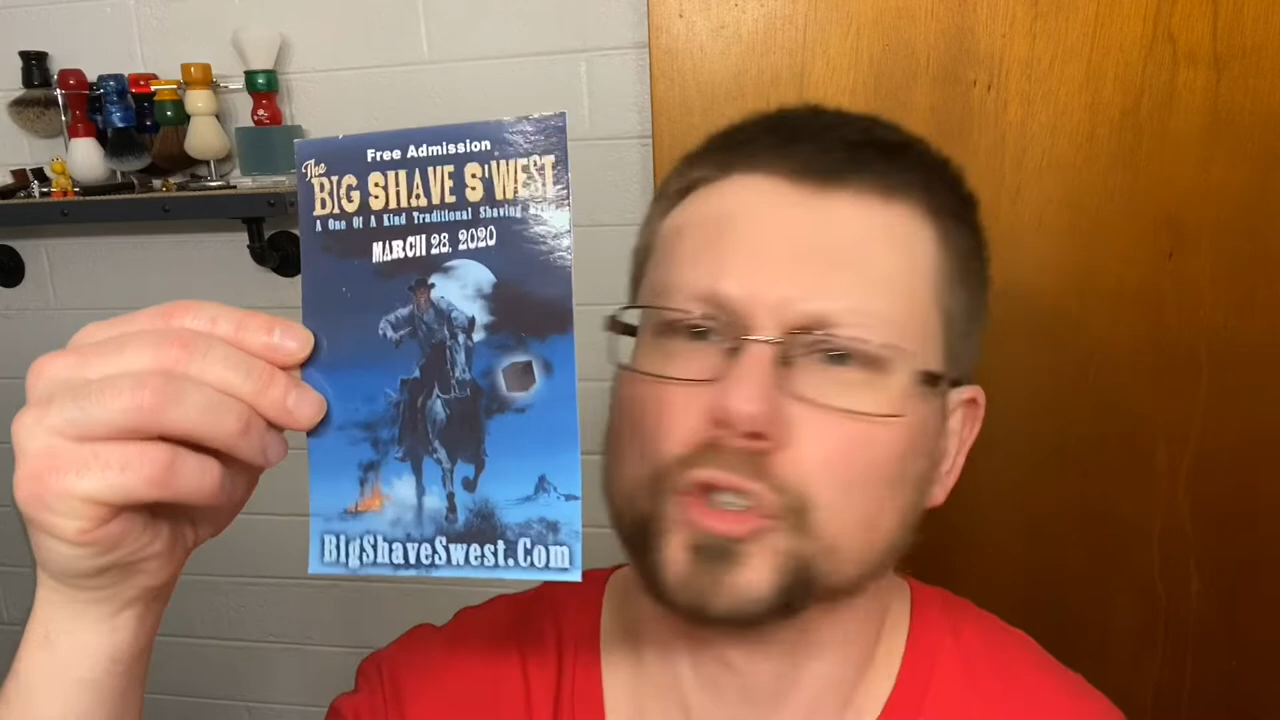 Free Admission
The
BIG SHAVE S'WEST
A One Of A Kind Traditional Shaving
MARCH 28, 2020
BigShaveSwest.Com